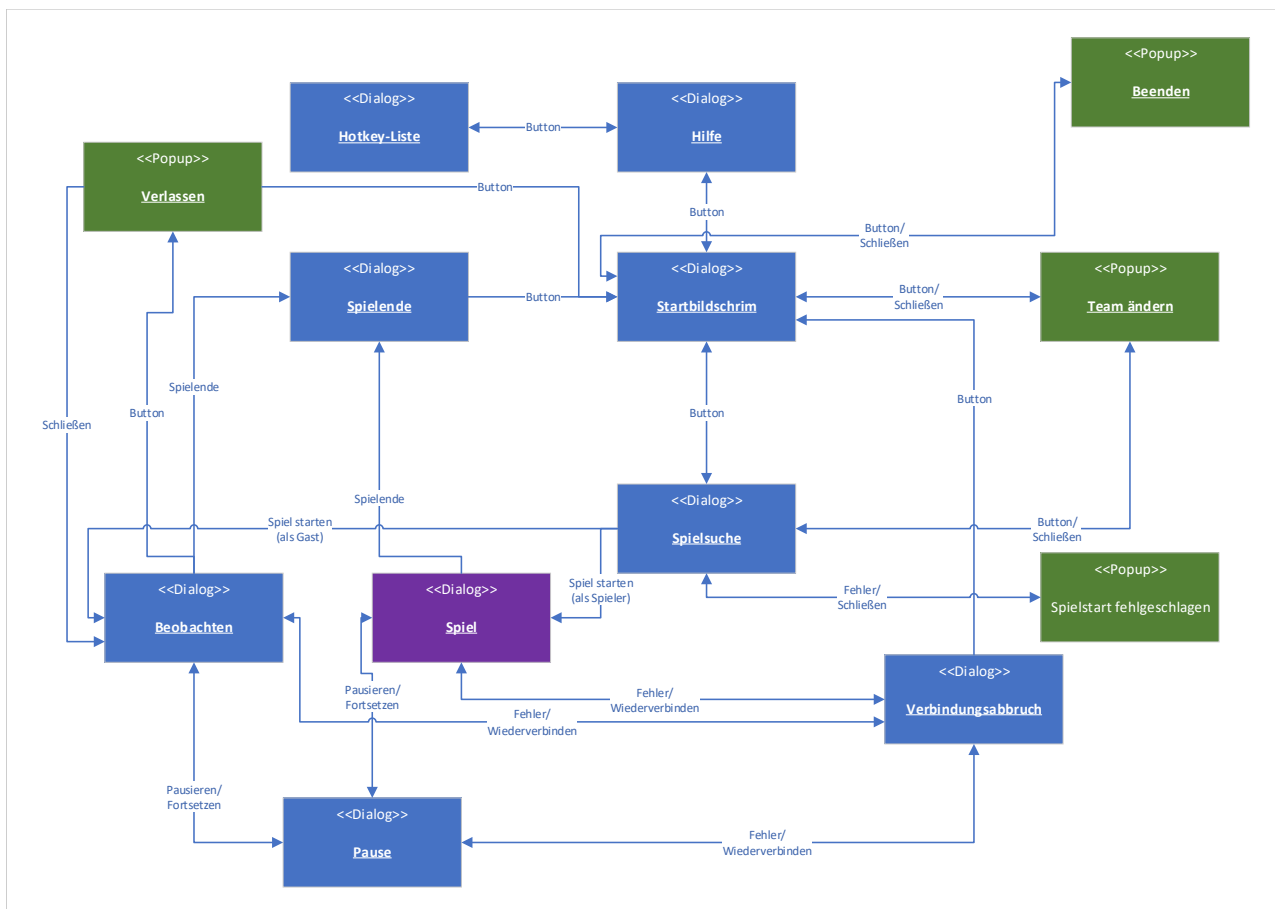 <<Popup>>
Beenden
<<Dialog>>
Hotkey-Liste
Button
<<Dialog>>
Hilfe
<<Popup>>
Verlassen
Button
Button
Button/
Schließen
<<Dialog>>
Spielende
Button
<<Dialog>>
Startbildschrim
Button/
Schließen
<<Popup>>
Team ändern
Spielende
Button
Schließen
Button
Button
<<Dialog>>
Spielsuche
Spielende
Spiel starten
(als Gast)
Button/
Schließen
Spiel starten
(als Spieler)
Fehler/
Schließen
<<Popup>>
Spielstart fehlgeschlagen
<<Dialog>>
Beobachten
<<Dialog>>
Spiel
<<Dialog>>
Verbindungsabbruch
Pausieren/
Fortsetzen
Fehler/
Wiederverbinden
Fehler/
Wiederverbinden
Pausieren/
Fortsetzen
<<Dialog>>
Pause
Fehler/
Wiederverbinden